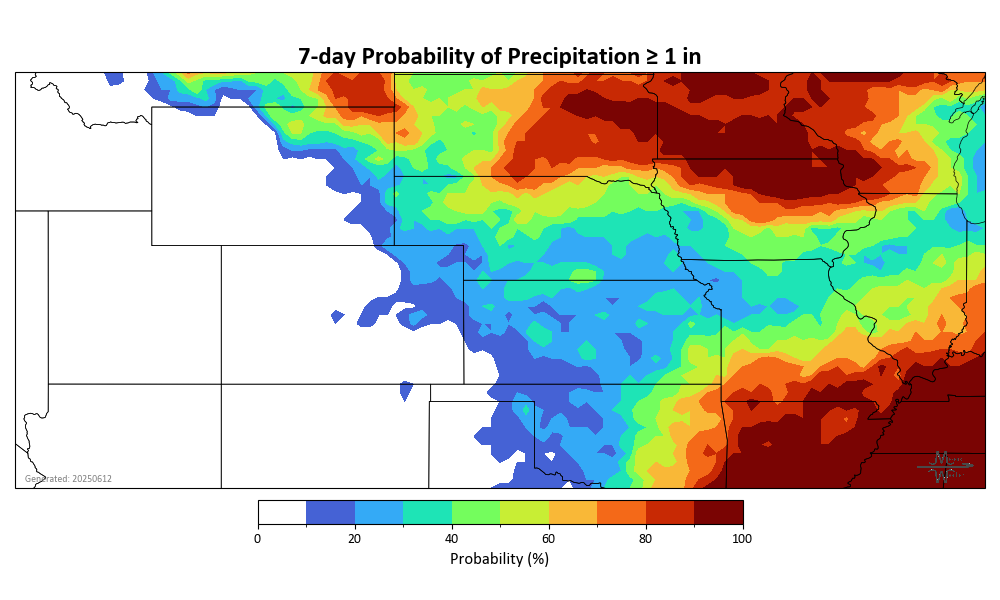 7-day Probability of Precipitation ≥ 1 in
Generated: 20250612
0 20 40 60 80 100
Probability (%)